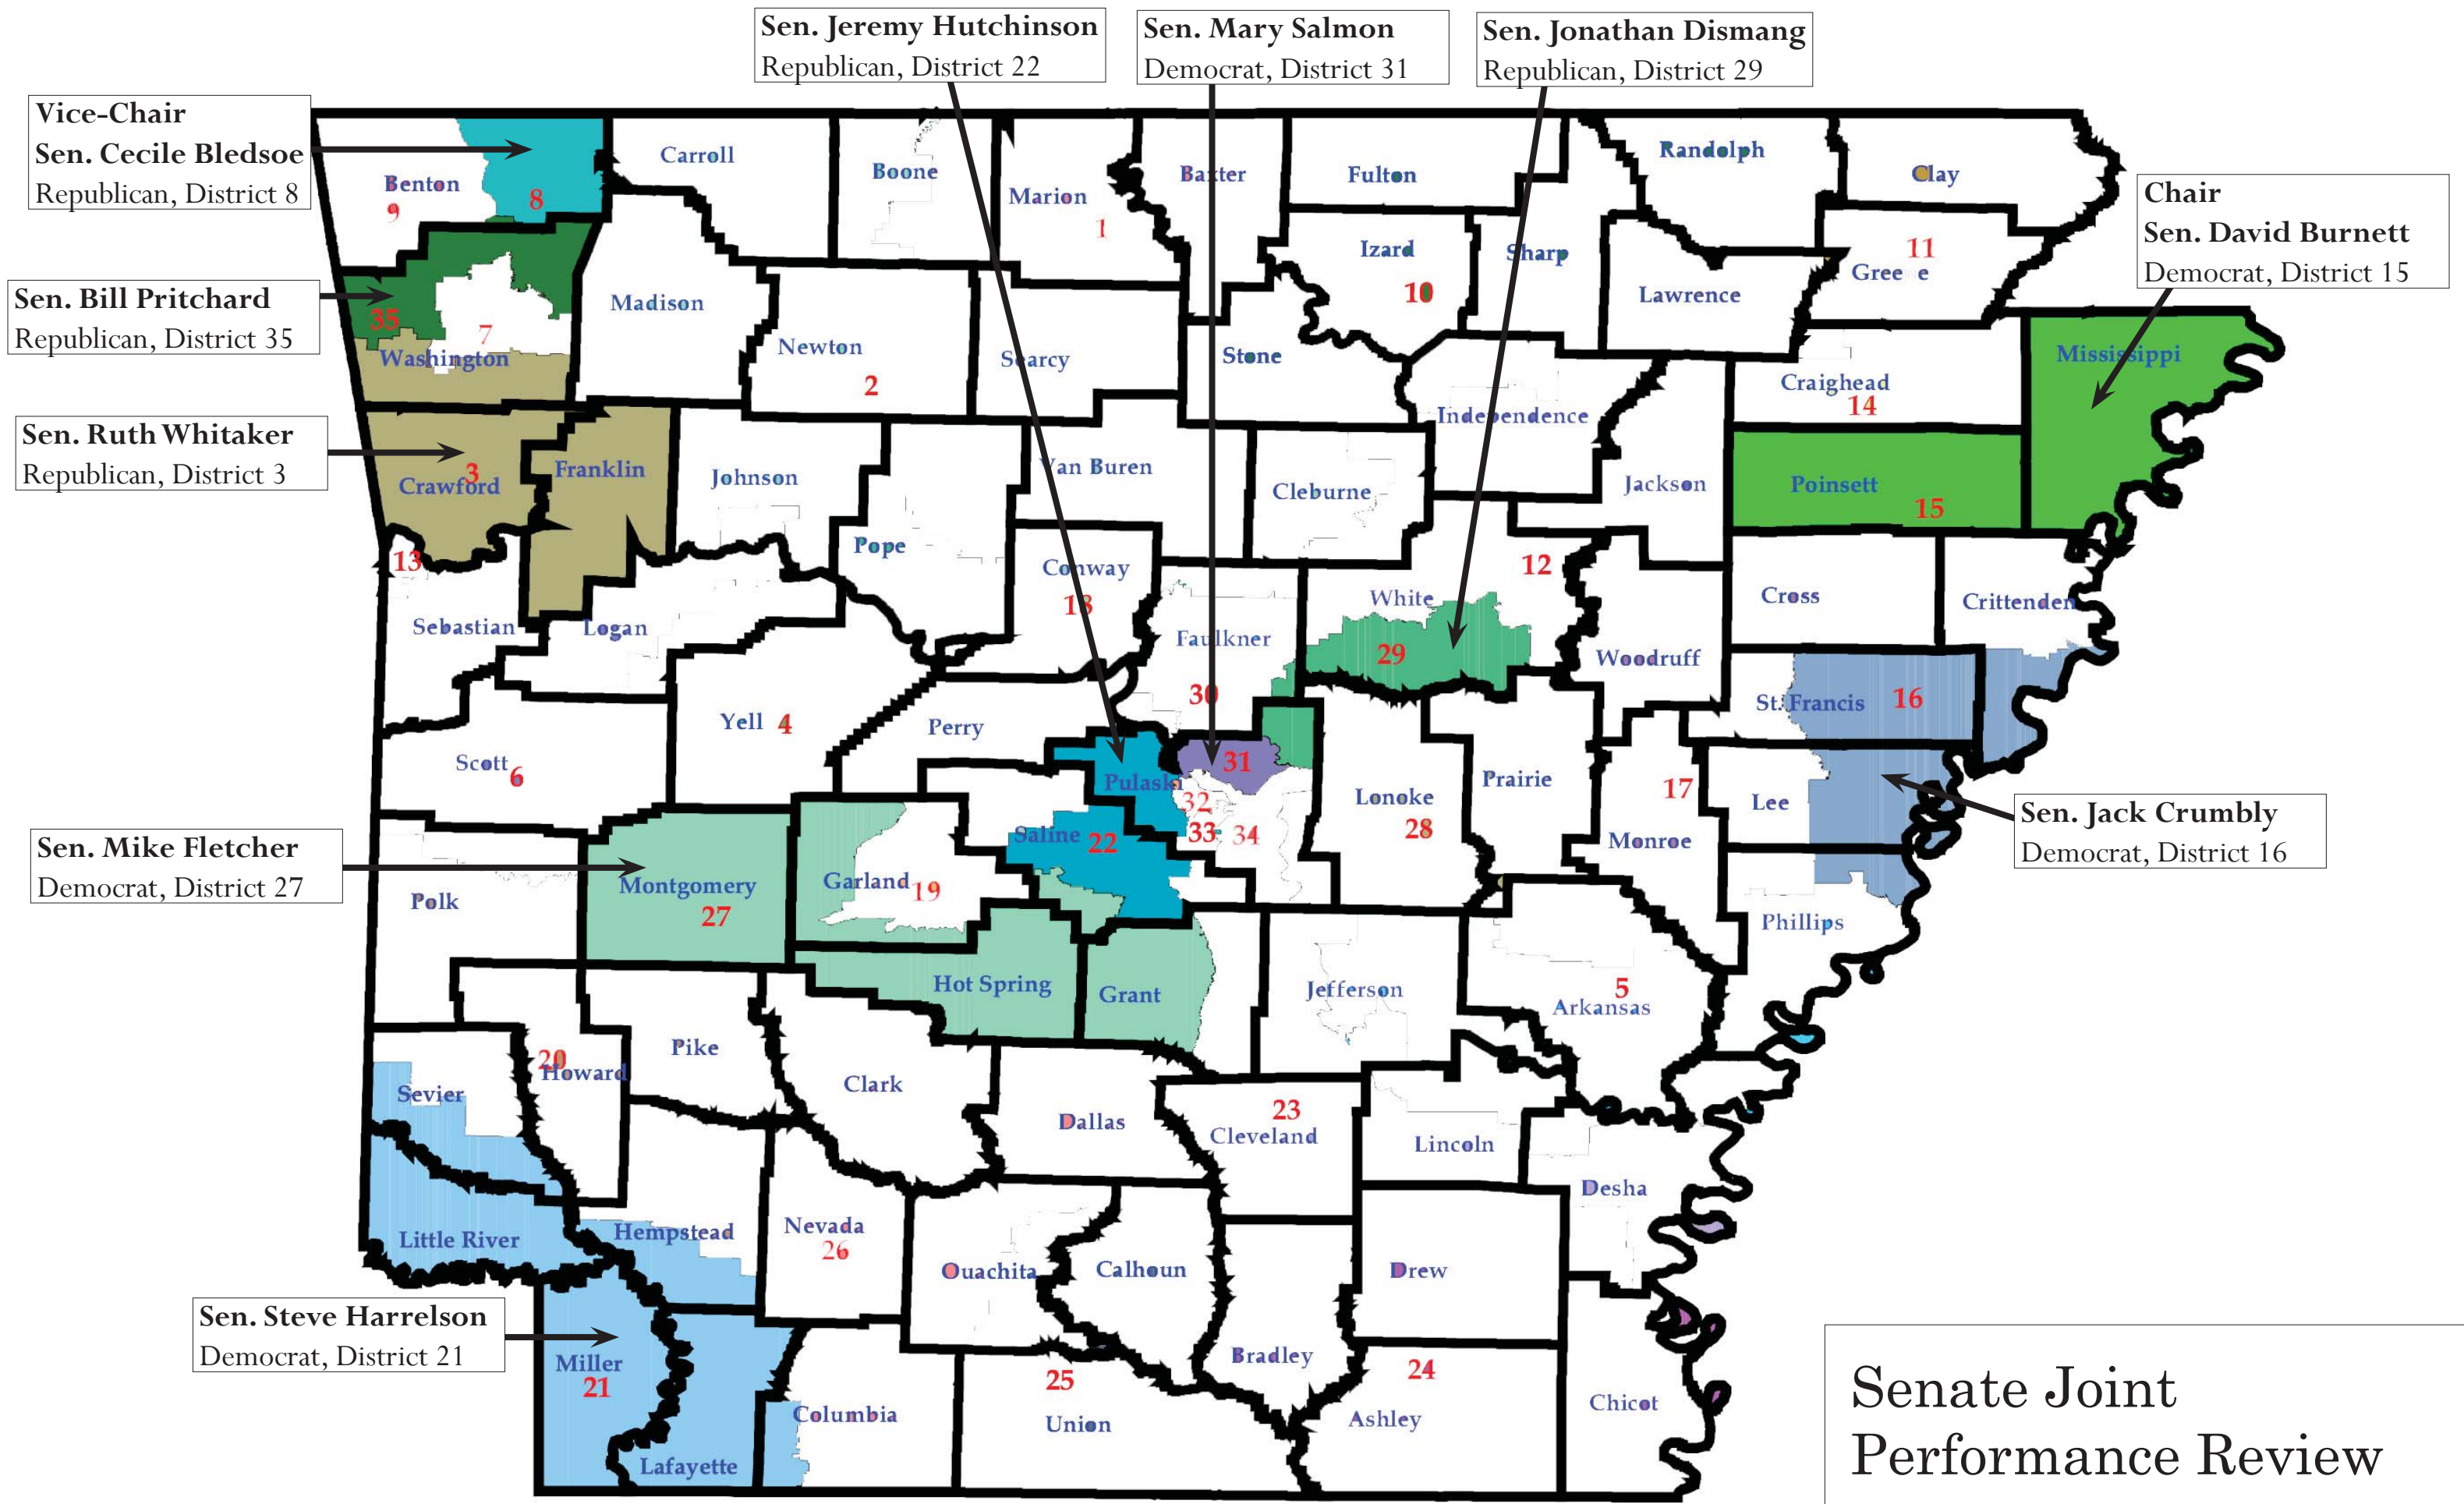 Sen. Jeremy Hutchinson
Republican, District 22
Sen. Mary Salmon
Democrat, District 31
Sen. Jonathan Dismang
Republican, District 29
Vice-Chair
Sen. Cecile Bledsoe
Republican, District 8
Chair
Sen. David Burnett
Democrat, District 15
Sen. Bill Pritchard
Republican, District 35
Sen. Ruth Whitaker
Republican, District 3
Sen. Mike Fletcher
Democrat, District 27
Sen. Jack Crumbly
Democrat, District 16
Sen. Steve Harrelson
Democrat, District 21
Benton
9
8
Carroll
Boone
Marion
1
Baxter
Fulton
Randolph
Clay
Izard
10
Sharp
Lawrence
11
Gree e
35
7
Washington
Madison
Newton
2
Searcy
Stone
Independence
Craighead
14
Mississippi
3
Crawford
Franklin
Johnson
Van Buren
Cleburne
Jackson
Poinsett
15
13
Pope
Conway
18
12
White
29
Cross
Crittenden
Sebastian
Logan
Faulkner
30
Woodruff
St. Francis
16
Yell
4
Perry
Scott
6
Pulaski
31
32
33
34
Lonoke
28
Prairie
17
Monroe
Lee
Saline
22
Polk
Montgomery
27
Garland
19
Phillips
Hot Spring
Grant
Jefferson
5
Arkansas
20
Howard
Pike
Clark
Sevier
Dallas
23
Cleveland
Lincoln
Desha
Little River
Hempstead
Nevada
26
Ouachita
Calhoun
Drew
Miller
21
Bradley
25
Union
24
Ashley
Chicot
Columbia
Lafayette
Senate Joint
Performance Review